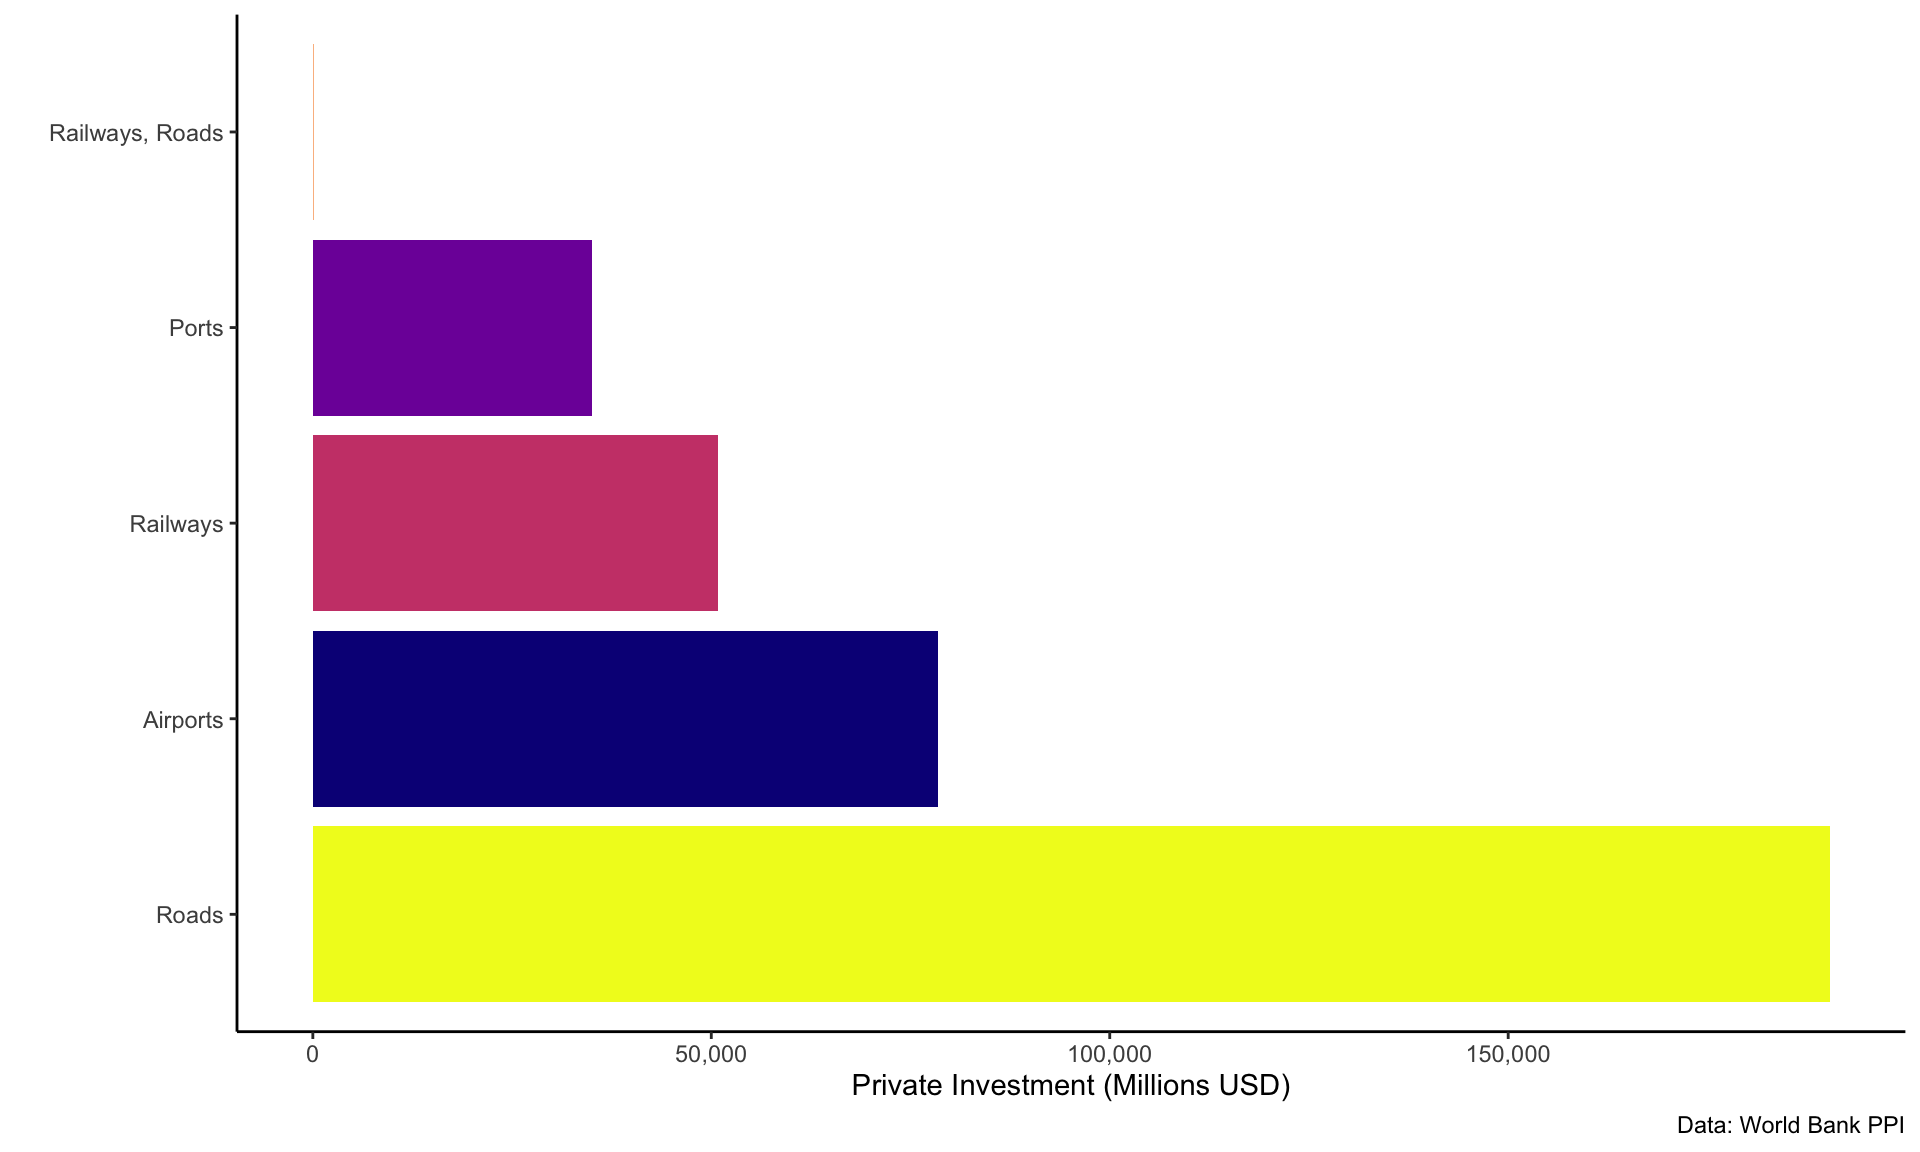 Railways, Roads
Ports
Railways
Airports
Roads
0 50,000 100,000 150,000
Private Investment (Millions USD)
Data: World Bank PPI